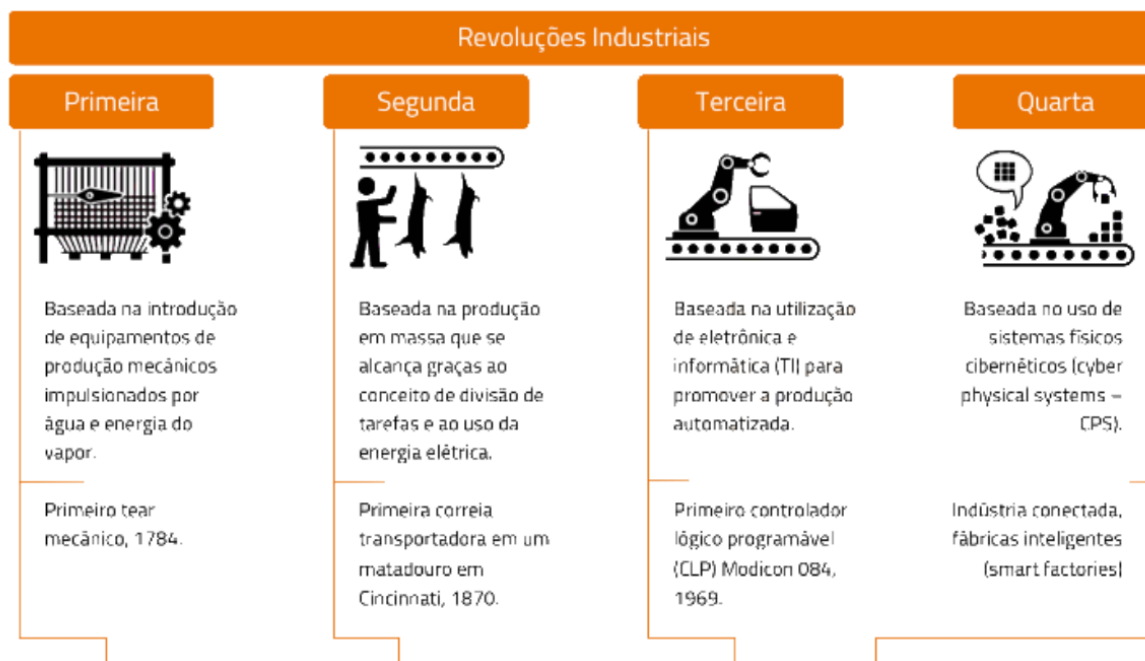 Revoluções Industriais
Primeira
Segunda
Terceira
Quarta
Baseada na introdução
de equipamentos de
produção mecánicos
impulsionados por
água e energia do
vapor.
Primeiro tear
mecânico, 1784.
Baseada na produção
em massa que se
alcança graças ao
conceito de divisão de
tarefas e ao uso da
energia elétrica.
Primeira correia
transportadora em um
matadouro em
Cincinnati, 1870.
Baseada na utilização
de eletrônica e
informática (TI) para
promover a produção
automatizada.
Primeiro controlador
lógico programável
(CLP) Modicon 084,
1969.
Baseada no uso de
sistemas físicos
cibernéticos (cyber
physical systems –
CPS).
Indústria conectada,
fábricas inteligentes
(smart factories)